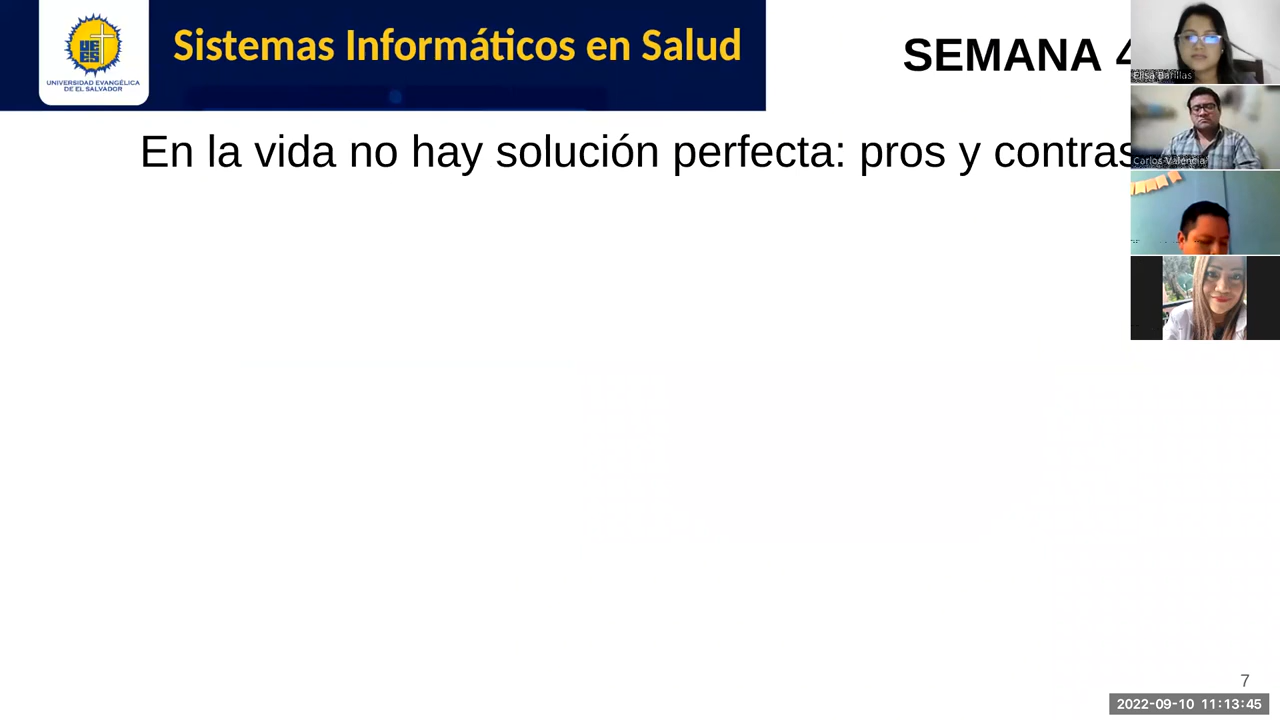 Sistemas Informáticos en Salud
SEMANA 4
UNIVERSIDAD EVANGÉLICA
DE EL SALVADOR
Elisa Barillas
En la vida no hay solución perfecta: pros y contras
Carlos Valencia
7
2022-09-10 11:13:45